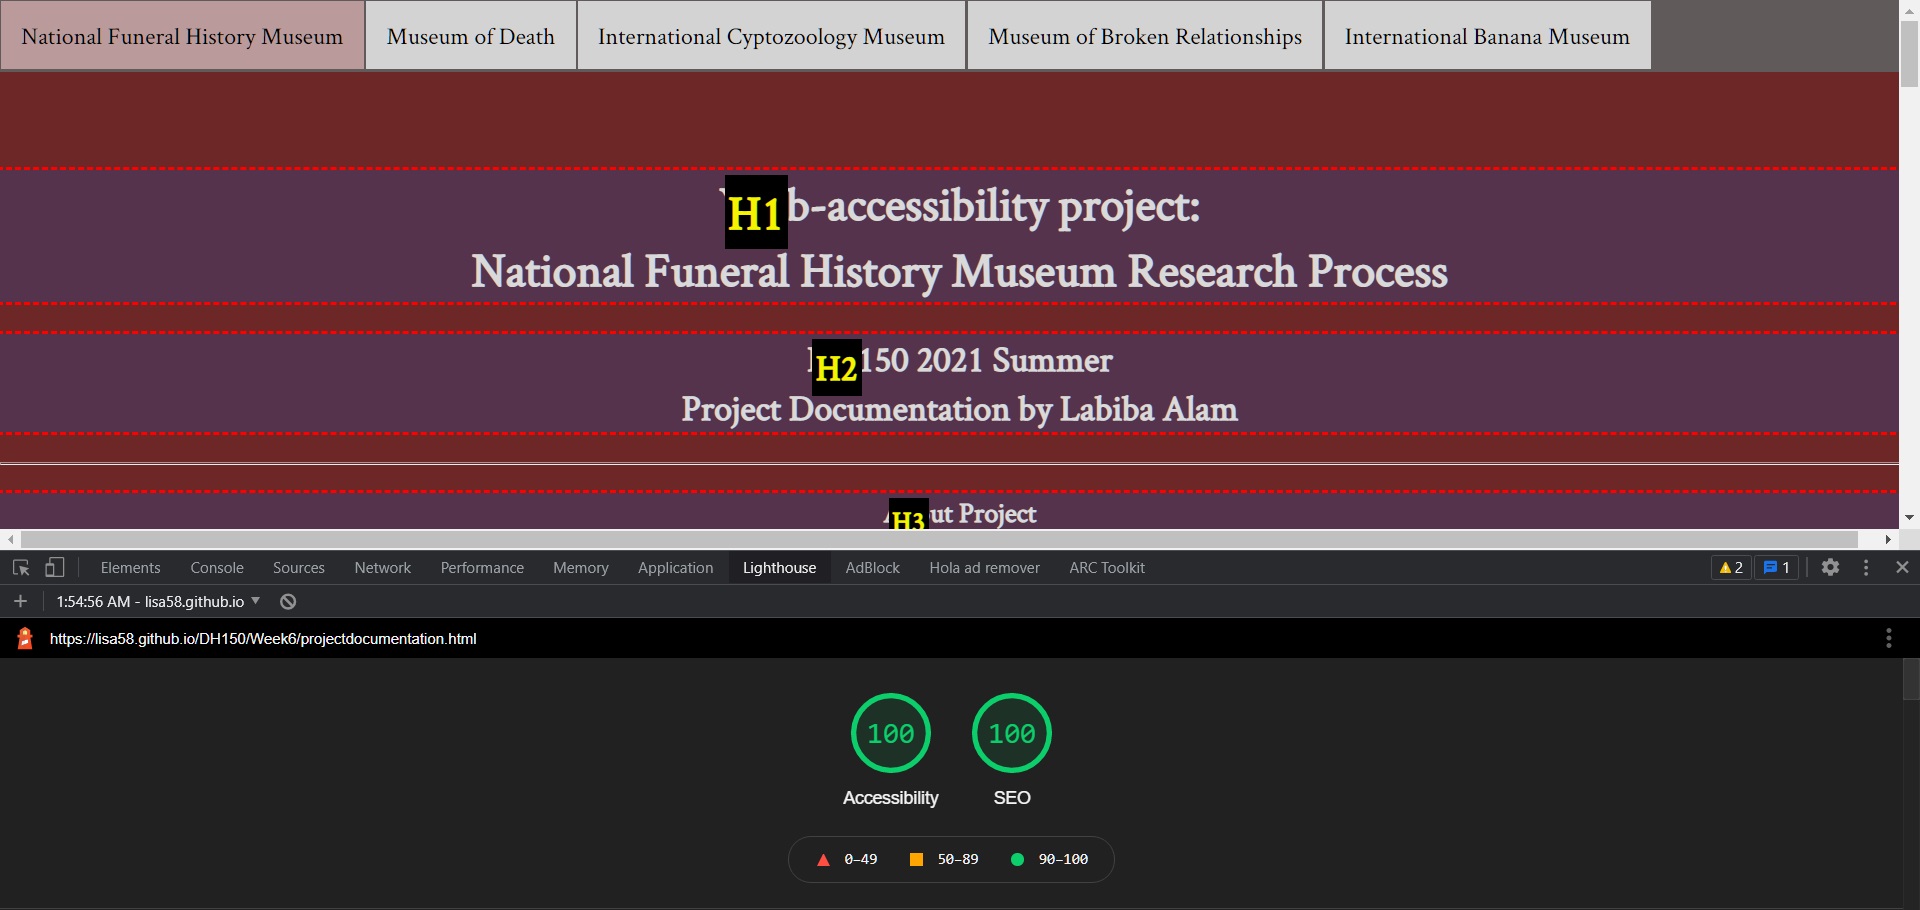 National Funeral History Museum
Museum of Death
International Cyptozoology Museum
Museum of Broken Relationships
International Banana Museum
H1 b-accessibility project:
National Funeral History Museum Research Process
H2 150 2021 Summer
Project Documentation by Labiba Alam
H3 ut Project
Elements Console Sources Network Performance Memory Application Lighthouse AdBlock Hola ad remover ARC Toolkit 2 1
1:54:56 AM - lisa58.github.io
https://lisa58.github.io/DH150/Week6/projectdocumentation.html
100 100
Accessibility SEO
0–49 50–89 90–100